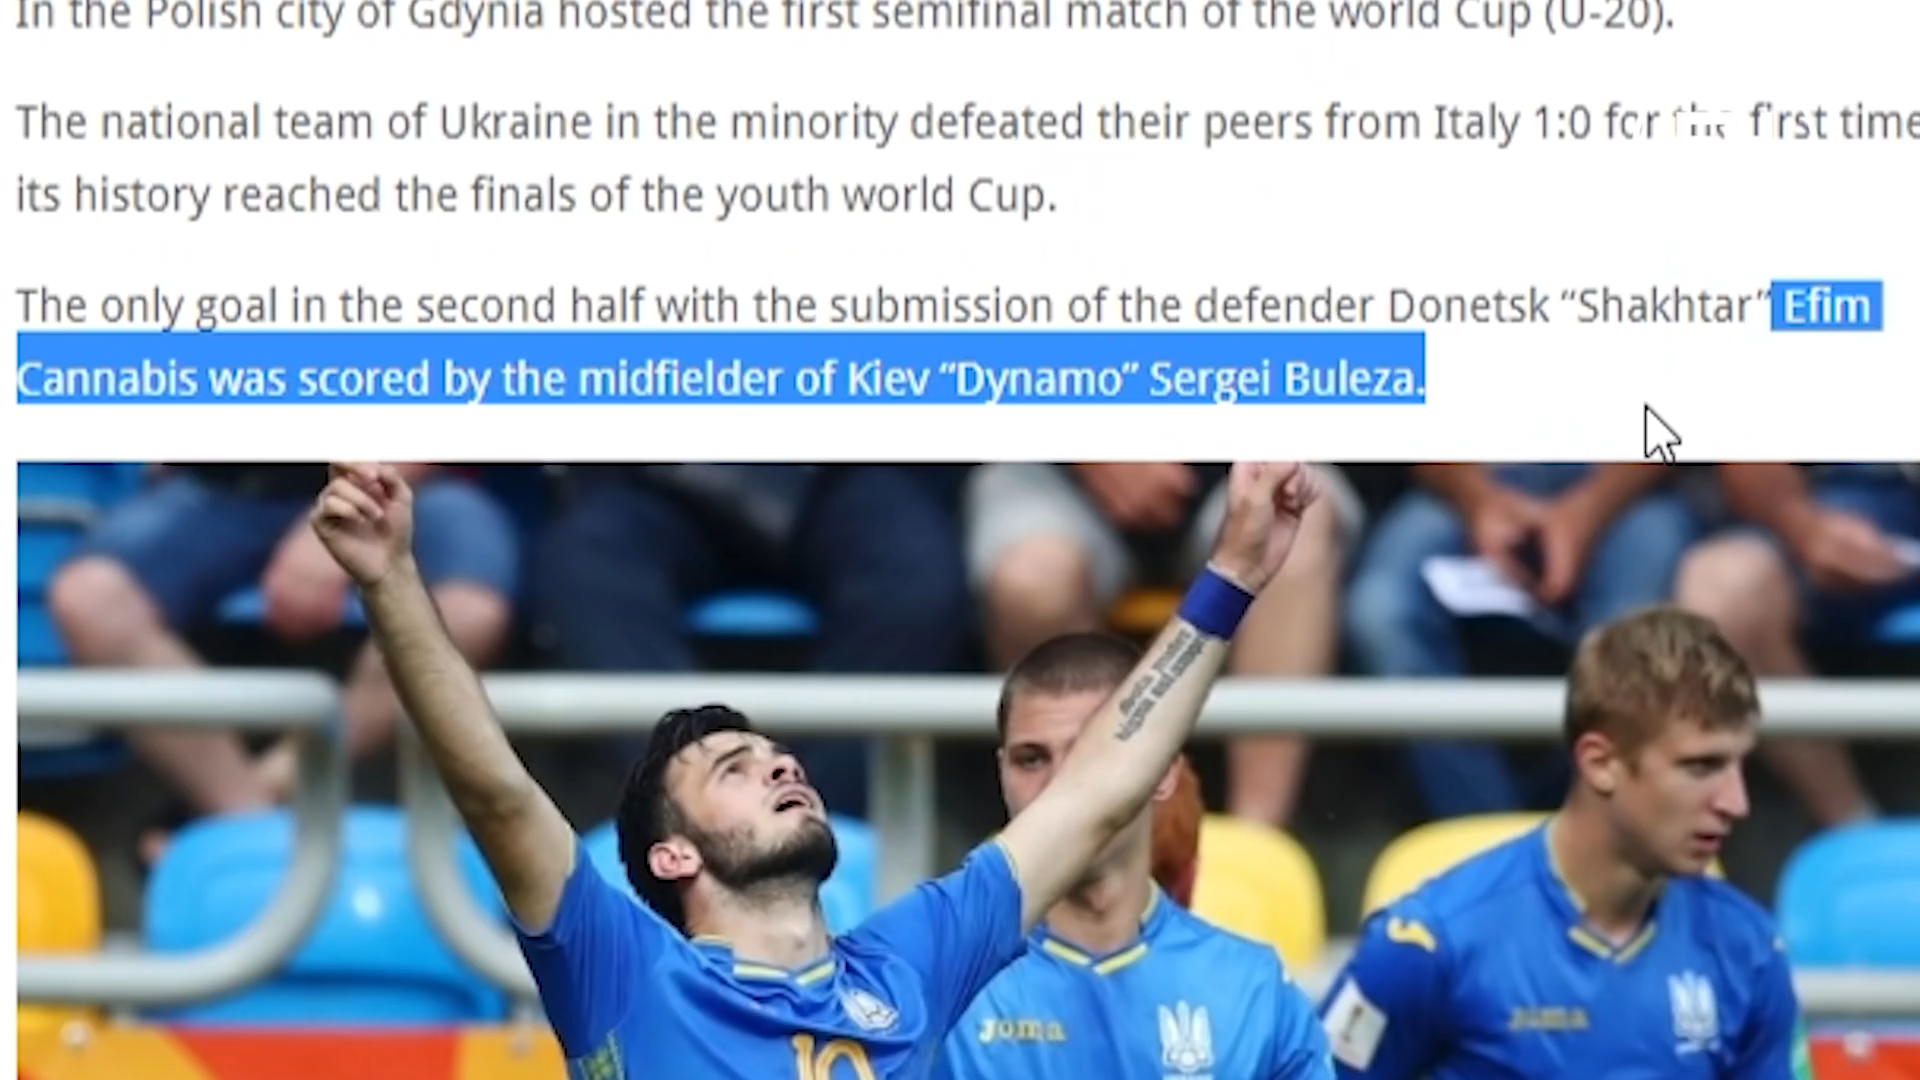 In the Polish city of Gdynia hosted the first semifinal match of the world Cup (U-20).
The national team of Ukraine in the minority defeated their peers from Italy 1:0 for the first time
its history reached the finals of the youth world Cup.
The only goal in the second half with the submission of the defender Donetsk “Shakhtar” Efim
Cannabis was scored by the midfielder of Kiev “Dynamo” Sergei Buleza.
joma
joma
10